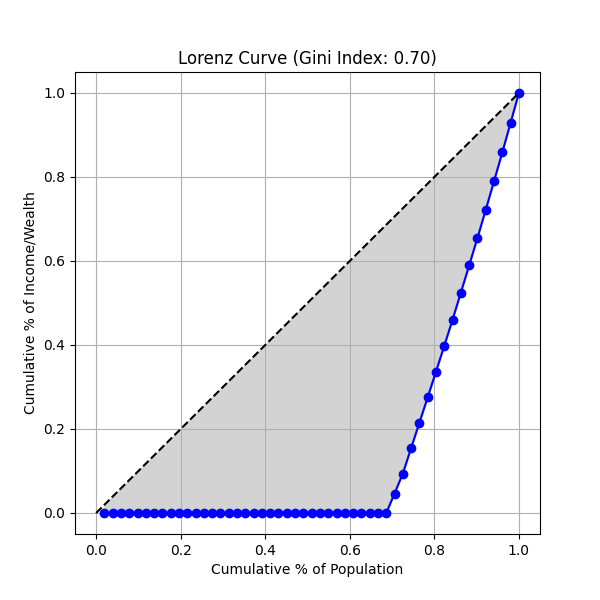 Lorenz Curve (Gini Index: 0.70)
Cumulative % of Income/Wealth
1.0
0.8
0.6
0.4
0.2
0.0
0.0 0.2 0.4 0.6 0.8 1.0
Cumulative % of Population